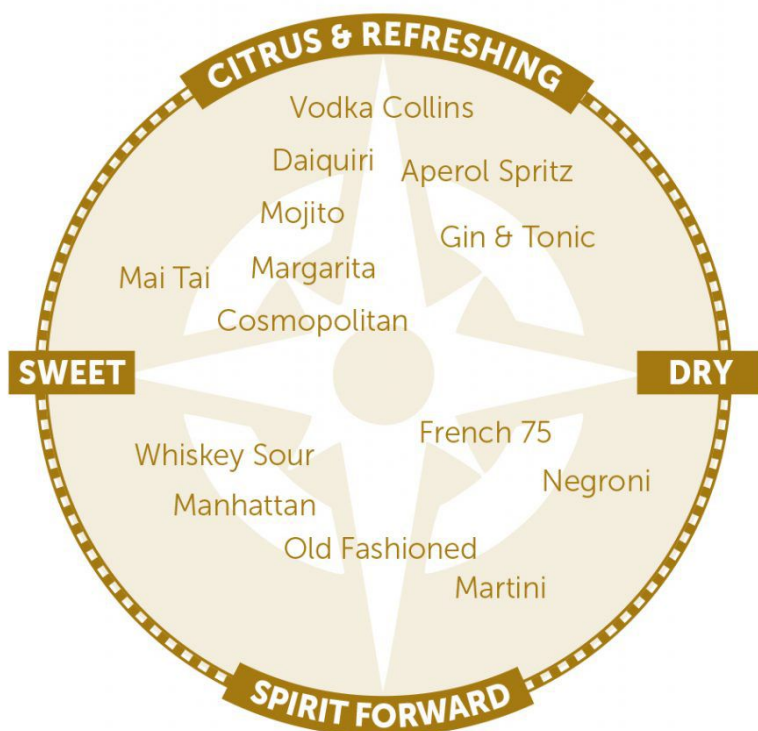 CITRUS & REFRESHING
Vodka Collins
Daiquiri
Aperol Spritz
Mojito
Gin & Tonic
Mai Tai
Margarita
Cosmopolitan
SWEET
DRY
French 75
Whiskey Sour
Negroni
Manhattan
Old Fashioned
Martini
SPIRIT FORWARD